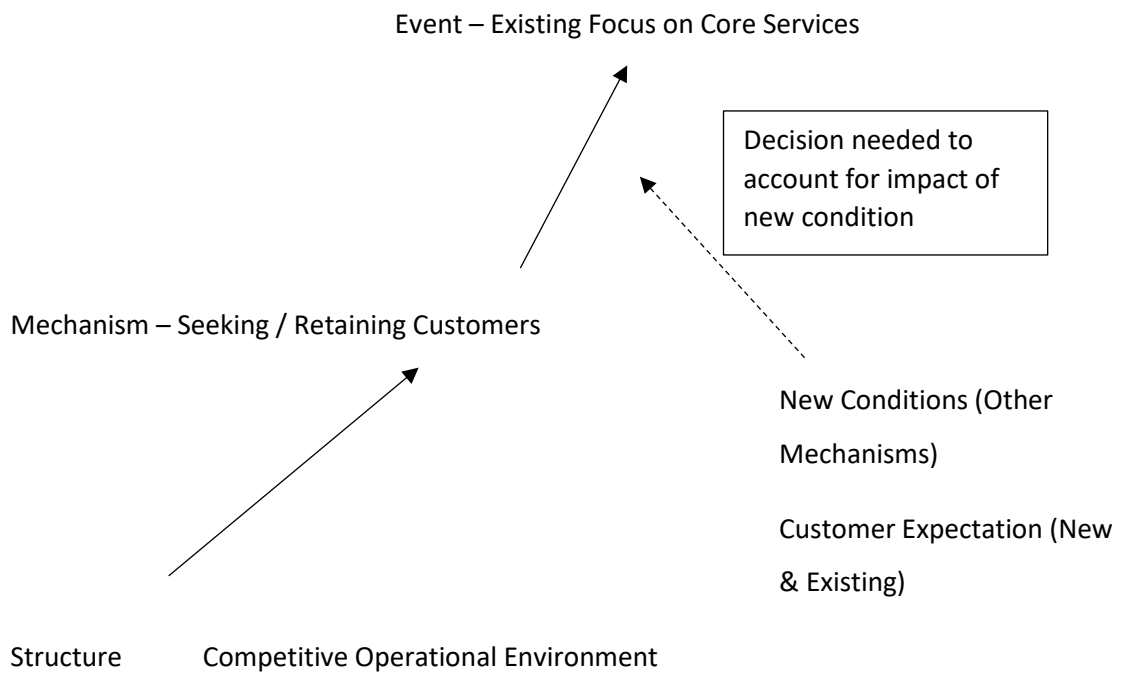 Event – Existing Focus on Core Services
Decision needed to
account for impact of
new condition
Mechanism – Seeking / Retaining Customers
New Conditions (Other
Mechanisms)
Customer Expectation (New
& Existing)
Structure Competitive Operational Environment